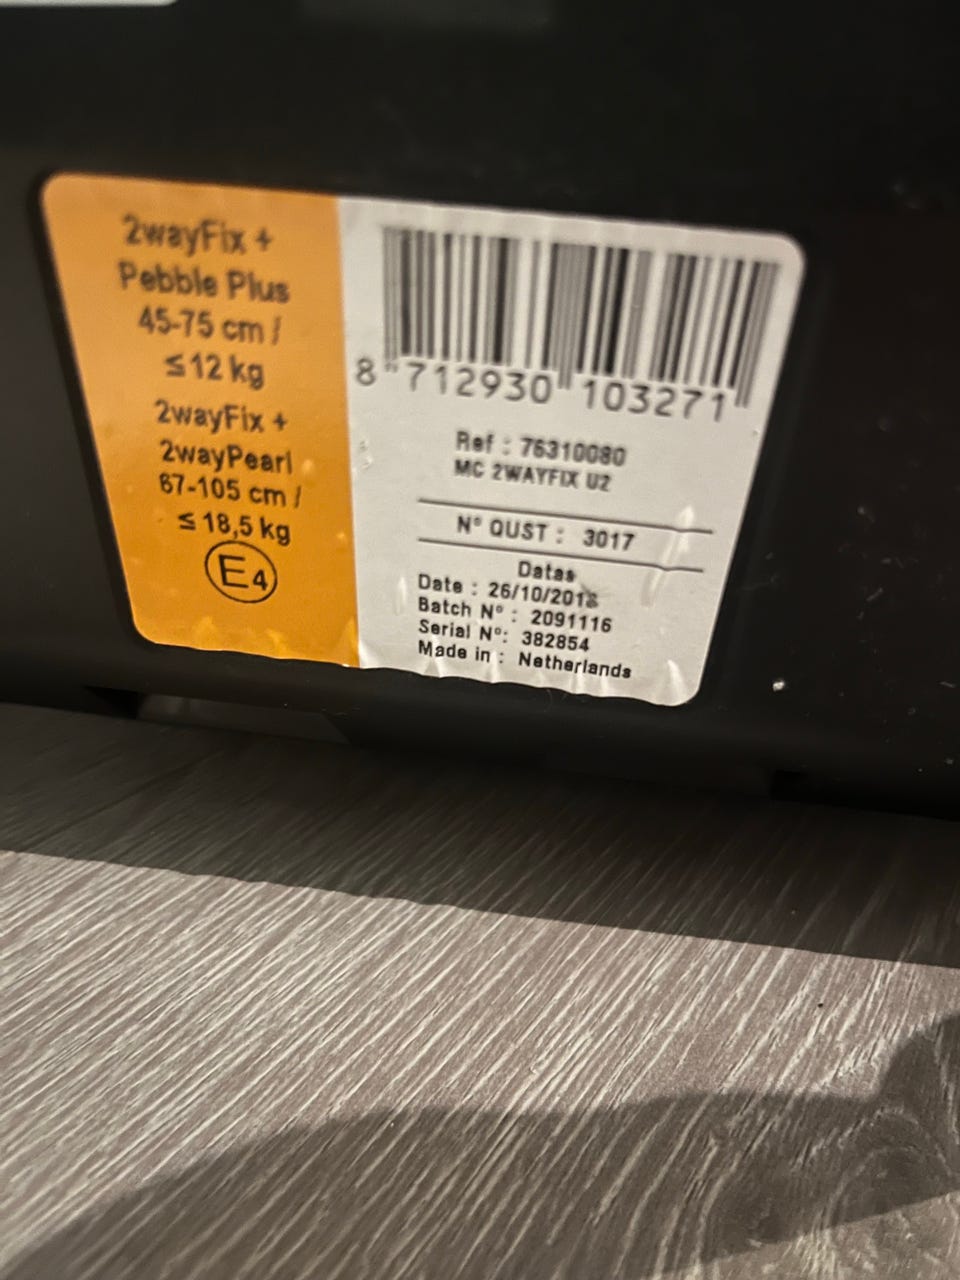 2wayFix +
Pebble Plus
45-75 cm /
≤12 kg
2wayFix +
2wayPearl
67-105 cm /
≤ 18,5 kg
E4
8 712930 103271
Ref : 76310080
MC 2WAYFIX U2
N° QUST : 3017
Datas
Date : 26/10/2018
Batch N° : 2091116
Serial N°: 382854
Made in : Netherlands